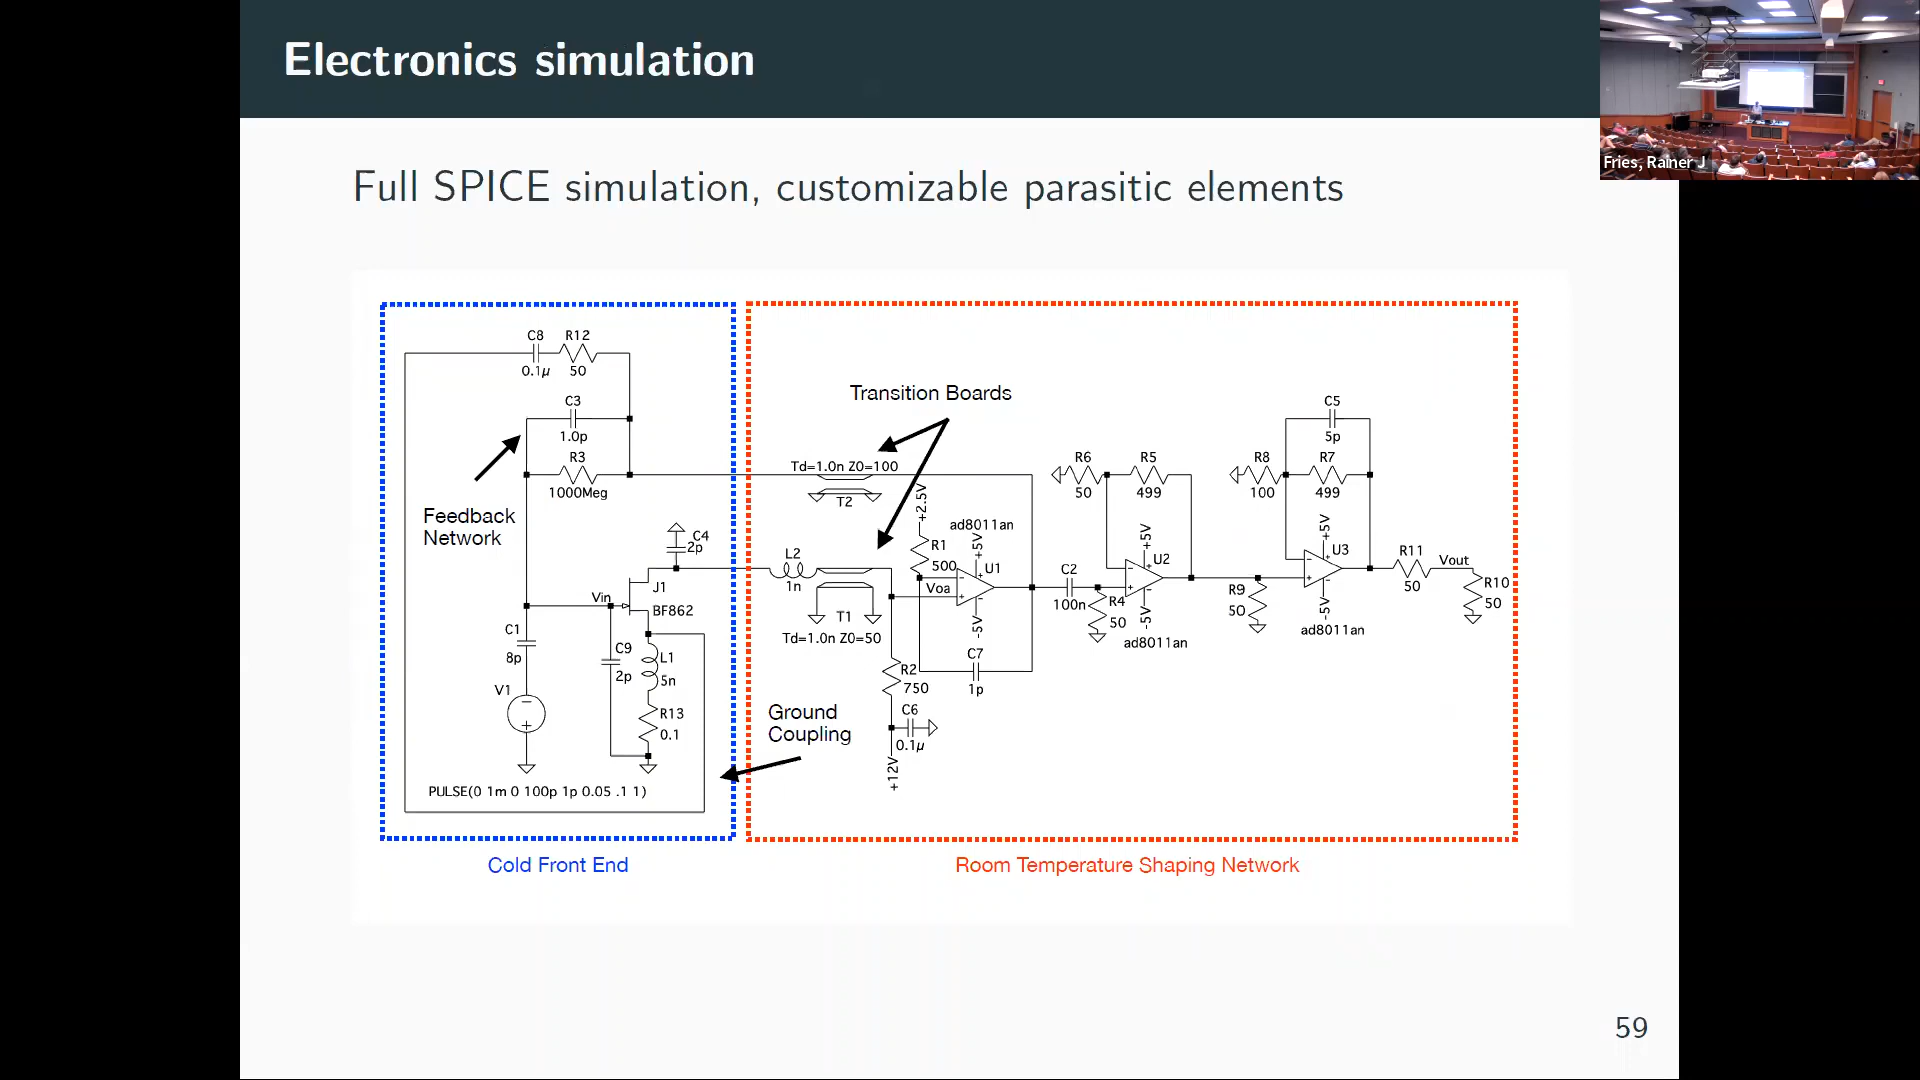 Electronics simulation
Fries, Rainer J
Full SPICE simulation, customizable parasitic elements
C8 R12
0.1µ 50
C3
1.0p
R3
1000Meg
Feedback
Network
C4
2p
J1
BF862
Vin
C1
8p
V1
C9
2p
L1
5n
R13
0.1
PULSE(0 1m 0 100p 1p 0.05 .1 1)
Cold Front End
Transition Boards
Td=1.0n Z0=100
T2
L2
1n
T1
Td=1.0n Z0=50
+2.5V
R1
500
ad8011an
+5V
U1
Voa
-5V
C7
1p
R2
750
C6
0.1µ
+12V
Ground
Coupling
C2
100n
R4
50
R6 R5
50 499
+5V
U2
-5V
ad8011an
R9
50
C5
5p
R8 R7
100 499
+5V
U3
-5V
ad8011an
R11
50
Vout
R10
50
Room Temperature Shaping Network
59